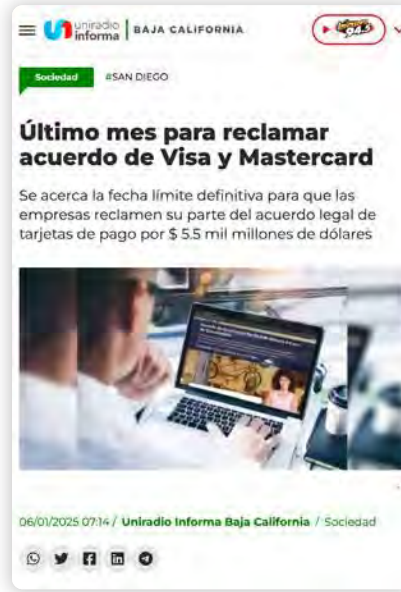 uniradio informa BAJA CALIFORNIA
94.5
Sociedad #SAN DIEGO
Último mes para reclamar
acuerdo de Visa y Mastercard
Se acerca la fecha límite definitiva para que las
empresas reclamen su parte del acuerdo legal de
tarjetas de pago por $ 5.5 mil millones de dólares
06/01/2025 07:14 / Uniradio Informa Baja California / Sociedad